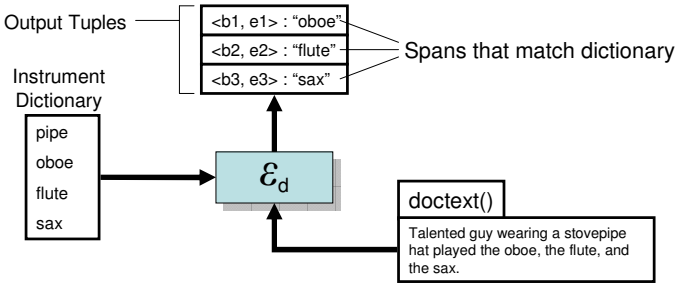 Output Tuples
<b1, e1> : “oboe”
<b2, e2> : “flute”
<b3, e3> : “sax”
Spans that match dictionary
Instrument
Dictionary
pipe
oboe
flute
sax
ℰd
doctext()
Talented guy wearing a stovepipe
hat played the oboe, the flute, and
the sax.